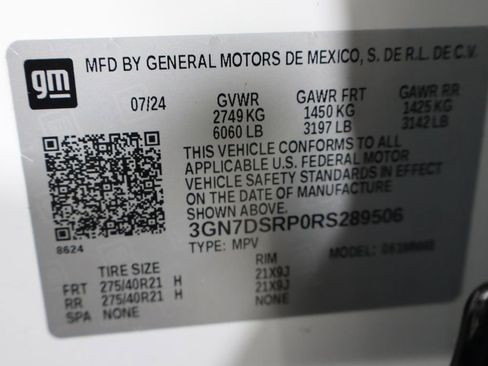 gm
MFD BY GENERAL MOTORS DE MEXICO, S. DE R.L. DE C.V.
07/24 GVWR GAWR FRT GAWR RR
2749 KG 1450 KG 1425 KG
6060 LB 3197 LB 3142 LB
THIS VEHICLE CONFORMS TO ALL
APPLICABLE U.S. FEDERAL MOTOR
VEHICLE SAFETY STANDARDS IN EFFECT
ON THE DATE OF MANUFACTURE
SHOWN ABOVE.
3GN7DSRP0RS289506
8624 TYPE: MPV MODEL:
TIRE SIZE RIM
FRT 275/40R21 H 21X9J
RR 275/40R21 H 21X9J
SPA NONE NONE